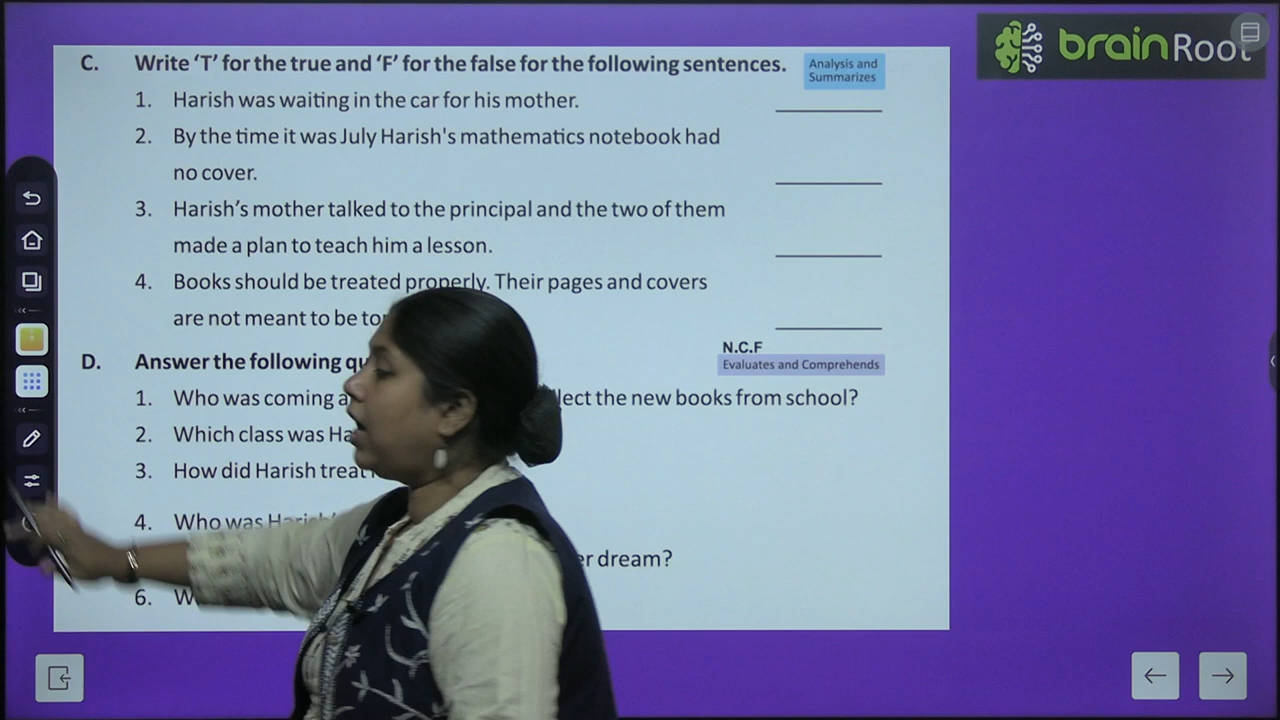 brainRoot
C. Write ‘T’ for the true and ‘F’ for the false for the following sentences.
Analysis and
Summarizes
1. Harish was waiting in the car for his mother.
2. By the time it was July Harish's mathematics notebook had
no cover.
3. Harish’s mother talked to the principal and the two of them
made a plan to teach him a lesson.
4. Books should be treated properly. Their pages and covers
are not meant to be
N.C.F
D. Answer the following
Evaluates and Comprehends
1. Who was coming the new books from school?
2. Which class was
3. How did Harish treat
4. Who was
dream?
6.